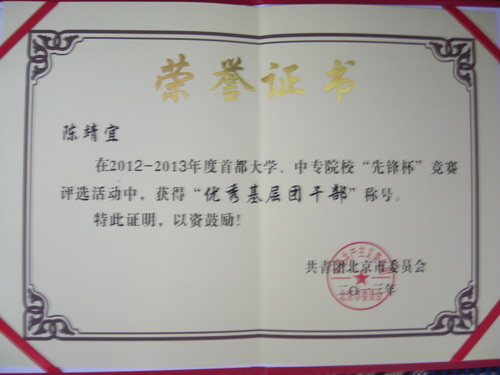 荣誉证书
陈靖宜
在2012-2013年度首都大学、中专院校“先锋杯”竞赛
评选活动中，获得“优秀基层团干部”称号。
特此证明，以资鼓励！
共青团北京市委员会
二〇一三年